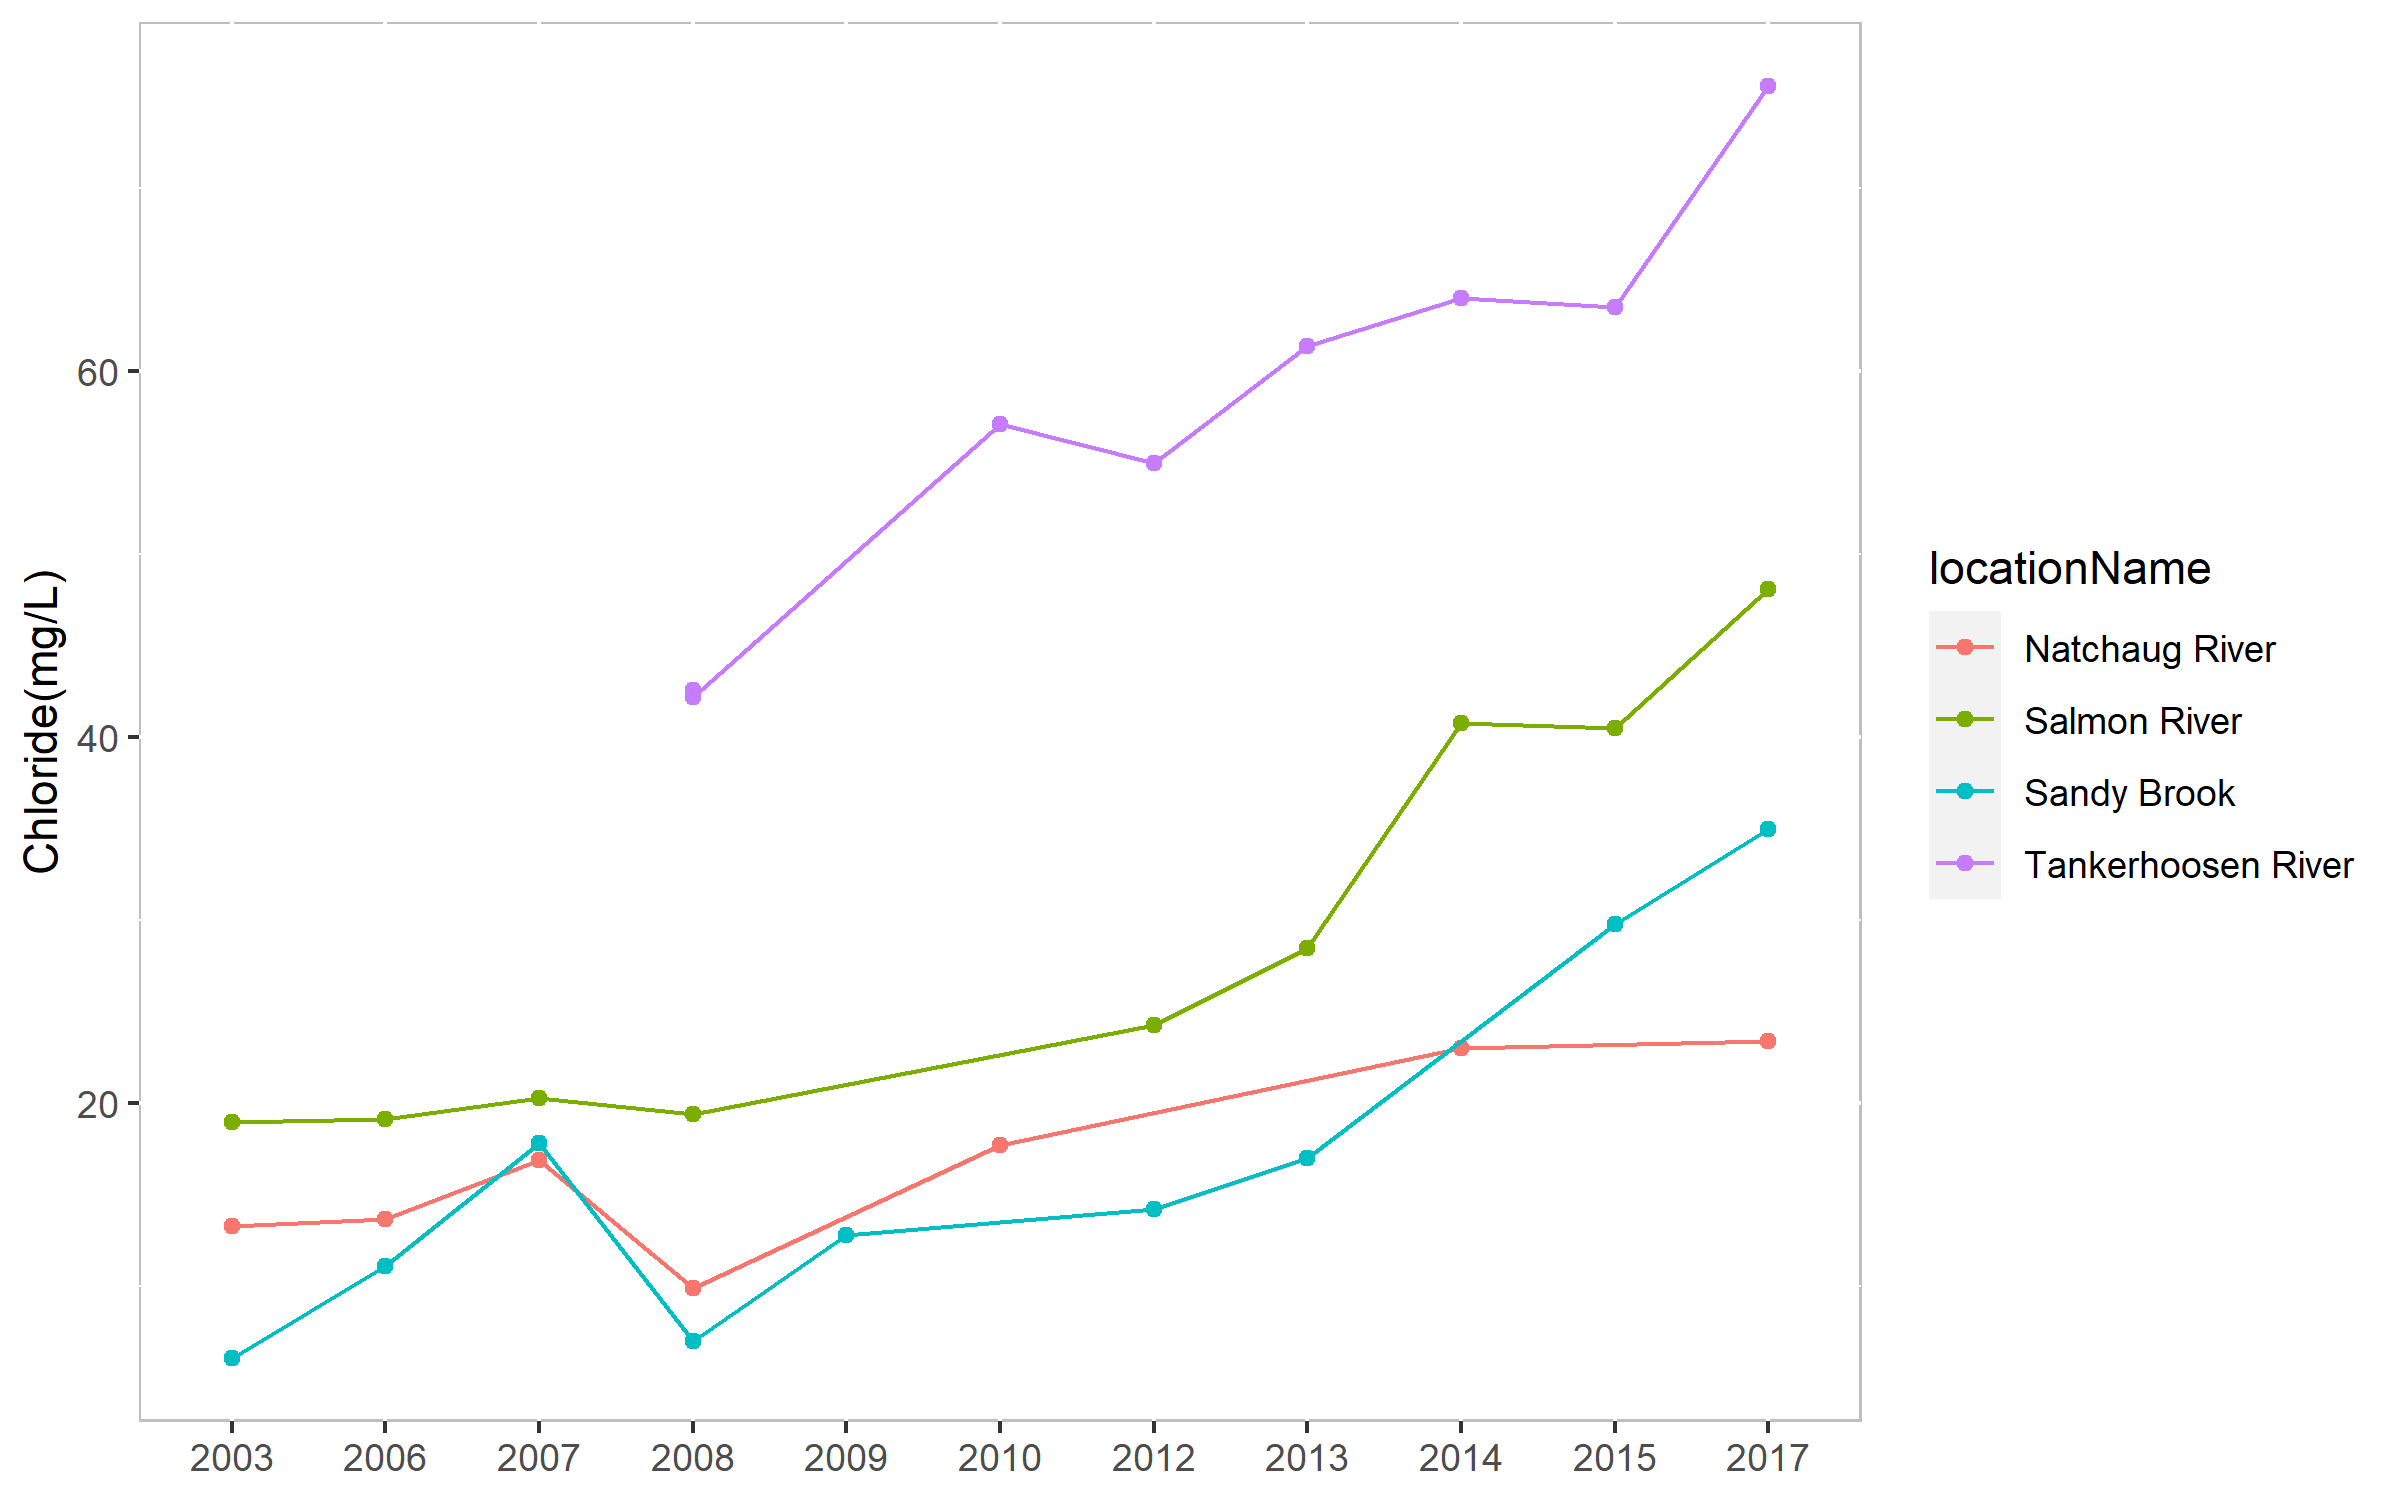 Chloride(mg/L)
60
40
20
2003 2006 2007 2008 2009 2010 2012 2013 2014 2015 2017
locationName
Natchaug River
Salmon River
Sandy Brook
Tankerhoosen River